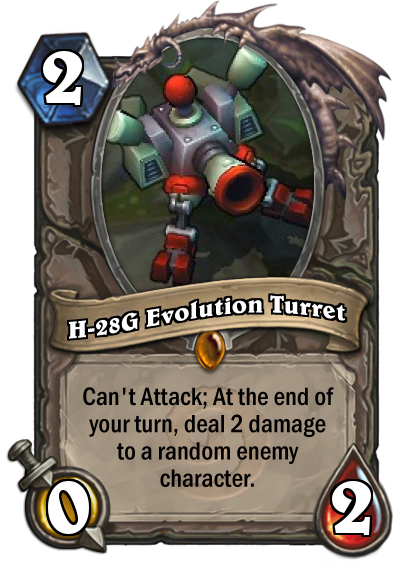 2
H-28G Evolution Turret
Can't Attack; At the end of
your turn, deal 2 damage
to a random enemy
character.
0
2